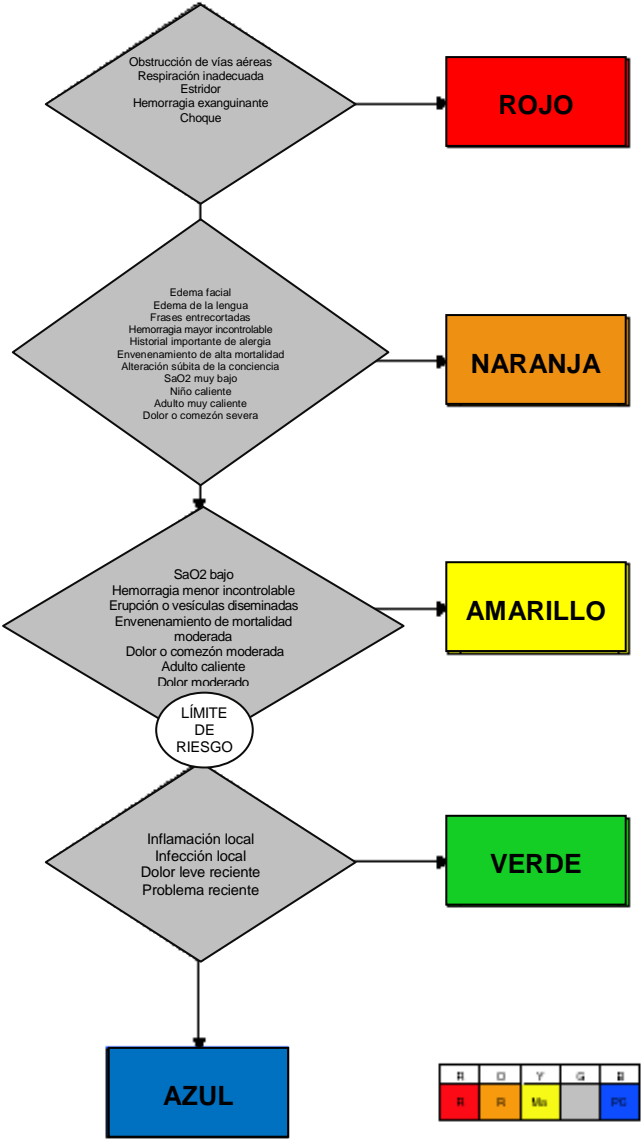 Obstrucción de vías aéreas
Respiración inadecuada
Estridor
Hemorragia exanguinante
Choque
ROJO
Edema facial
Edema de la lengua
Frases entrecortadas
Hemorragia mayor incontrolable
Historial importante de alergia
Envenenamiento de alta mortalidad
Alteración súbita de la conciencia
SaO2 muy bajo
Niño caliente
Adulto muy caliente
Dolor o comezón severa
NARANJA
SaO2 bajo
Hemorragia menor incontrolable
Erupción o vesículas diseminadas
Envenenamiento de mortalidad
moderada
Dolor o comezón moderada
Adulto caliente
Dolor moderado
AMARILLO
LÍMITE
DE
RIESGO
Inflamación local
Infección local
Dolor leve reciente
Problema reciente
VERDE
AZUL
R O Y G B
R R Ma PC